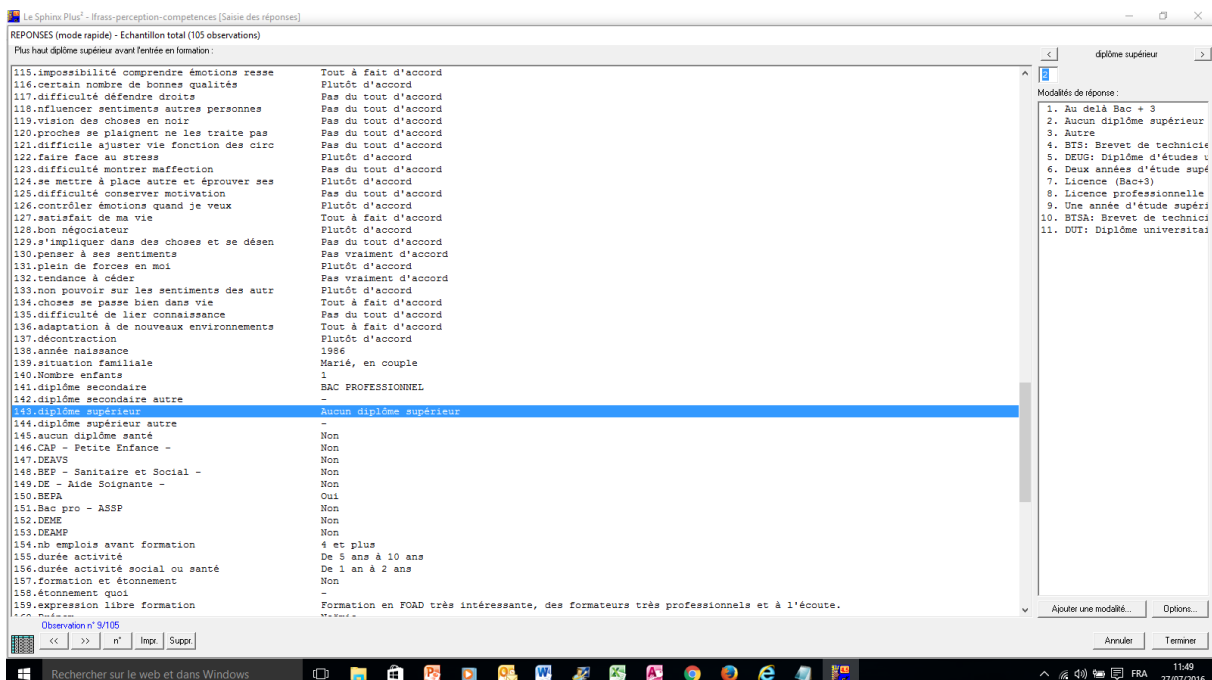 Le Sphinx Plus² - Ifrass-perception-competences [Saisie des réponses]
REPONSES (mode rapide) - Echantillon total (105 observations)
Plus haut diplôme supérieur avant l'entrée en formation :
115.impossibilité comprendre émotions resse Tout à fait d'accord
116.certain nombre de bonnes qualités Plutôt d'accord
117.difficulté défendre droits Pas du tout d'accord
118.nfluencer sentiments autres personnes Plutôt d'accord
119.vision des choses en noir Pas du tout d'accord
120.proches se plaignent ne les traite pas Pas du tout d'accord
121.difficile ajuster vie fonction des circ Pas du tout d'accord
122.faire face au stress Plutôt d'accord
123.difficulté montrer maffection Pas du tout d'accord
124.se mettre à place autre et éprouver ses Plutôt d'accord
125.difficulté conserver motivation Pas du tout d'accord
126.contrôler émotions quand je veux Plutôt d'accord
127.satisfait de ma vie Tout à fait d'accord
128.bon négociateur Plutôt d'accord
129.s'impliquer dans des choses et se désen Pas du tout d'accord
130.penser à ses sentiments Pas vraiment d'accord
131.plein de forces en moi Plutôt d'accord
132.tendance à céder Pas vraiment d'accord
133.non pouvoir sur les sentiments des autr Plutôt d'accord
134.choses se passe bien dans vie Tout à fait d'accord
135.difficulté de lier connaissance Pas du tout d'accord
136.adaptation à de nouveaux environnements Tout à fait d'accord
137.décontraction Plutôt d'accord
138.année naissance 1986
139.situation familiale Marié, en couple
140.Nombre enfants 1
141.diplôme secondaire BAC PROFESSIONNEL
142.diplôme secondaire autre -
143.diplôme supérieur Aucun diplôme supérieur
144.diplôme supérieur autre -
145.aucun diplôme santé Non
146.CAP - Petite Enfance - Non
147.DEAVS Non
148.BEP - Sanitaire et Social - Non
149.DE - Aide Soignante - Non
150.BEPA Oui
151.Bac pro - ASSP Non
152.DEME Non
153.DEAMP Non
154.nb emplois avant formation 4 et plus
155.durée activité De 5 ans à 10 ans
156.durée activité social ou santé De 1 an à 2 ans
157.formation et étonnement Non
158.étonnement quoi -
159.expression libre formation Formation en FOAD très intéressante, des formateurs très professionnels et à l'écoute.
Observation n° 9/105
<< >> n° Impr. Suppr.
< diplôme supérieur >
2
Modalités de réponse :
1. Au delà Bac + 3
2. Aucun diplôme supérieur
3. Autre
4. BTS: Brevet de technicie
5. DEUG: Diplôme d'études u
6. Deux années d'étude supé
7. Licence (Bac+3)
8. Licence professionnelle
9. Une année d'étude supéri
10. BTSA: Brevet de technici
11. DUT: Diplôme universitai
Ajouter une modalité... Options...
Annuler Terminer
Rechercher sur le web et dans Windows
FRA
11:49
27/07/2016